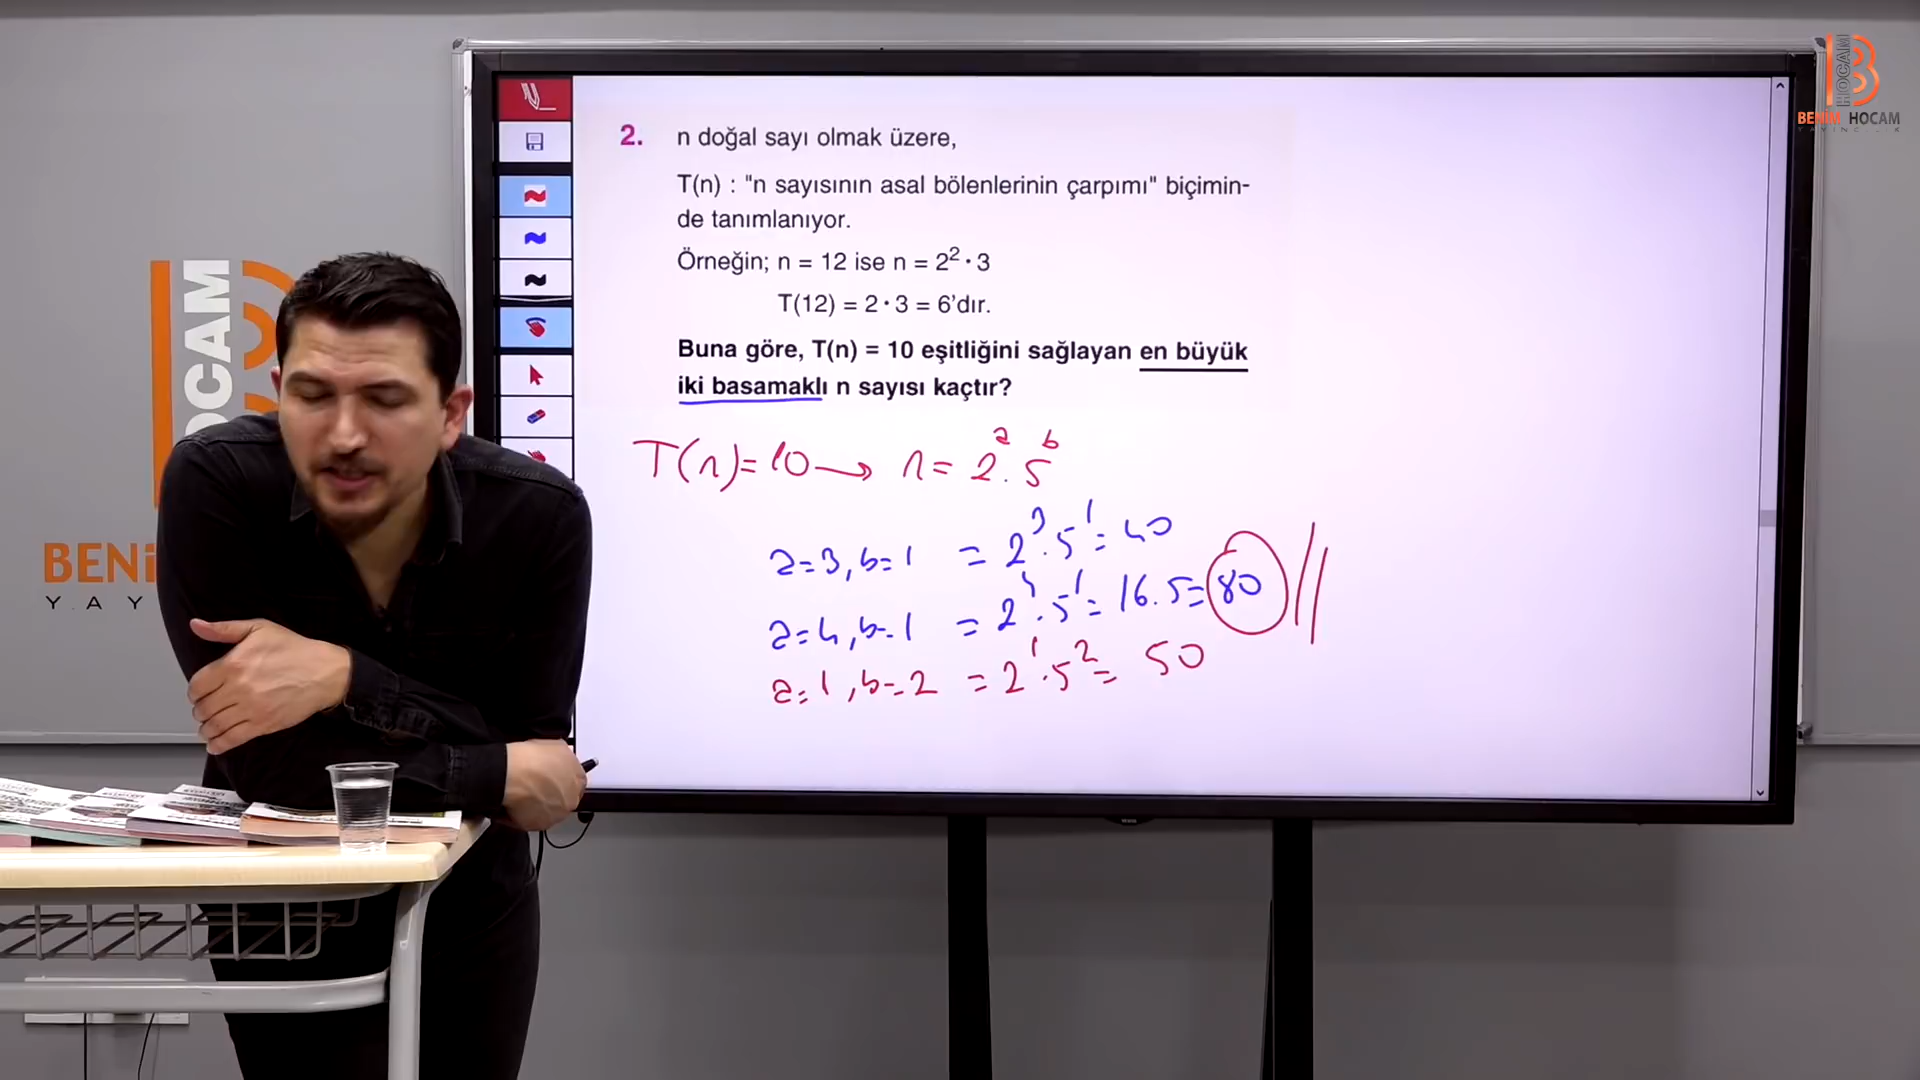 BENİM HOCAM
YAYINCILIK
HOCAM
2. n doğal sayı olmak üzere,
T(n) : "n sayısının asal bölenlerinin çarpımı" biçimin-
de tanımlanıyor.
Örneğin; n = 12 ise n = 2² · 3
T(12) = 2 · 3 = 6'dır.
Buna göre, T(n) = 10 eşitliğini sağlayan en büyük
iki basamaklı n sayısı kaçtır?
T(n)=10 → n = 2ᵃ . 5ᵇ
a=3, b=1 = 2³ . 5¹ = 40
a=4, b=1 = 2⁴ . 5¹ = 16.5 = 80
a=1, b=2 = 2¹ . 5² = 50
OCAM
BENİ
YAY